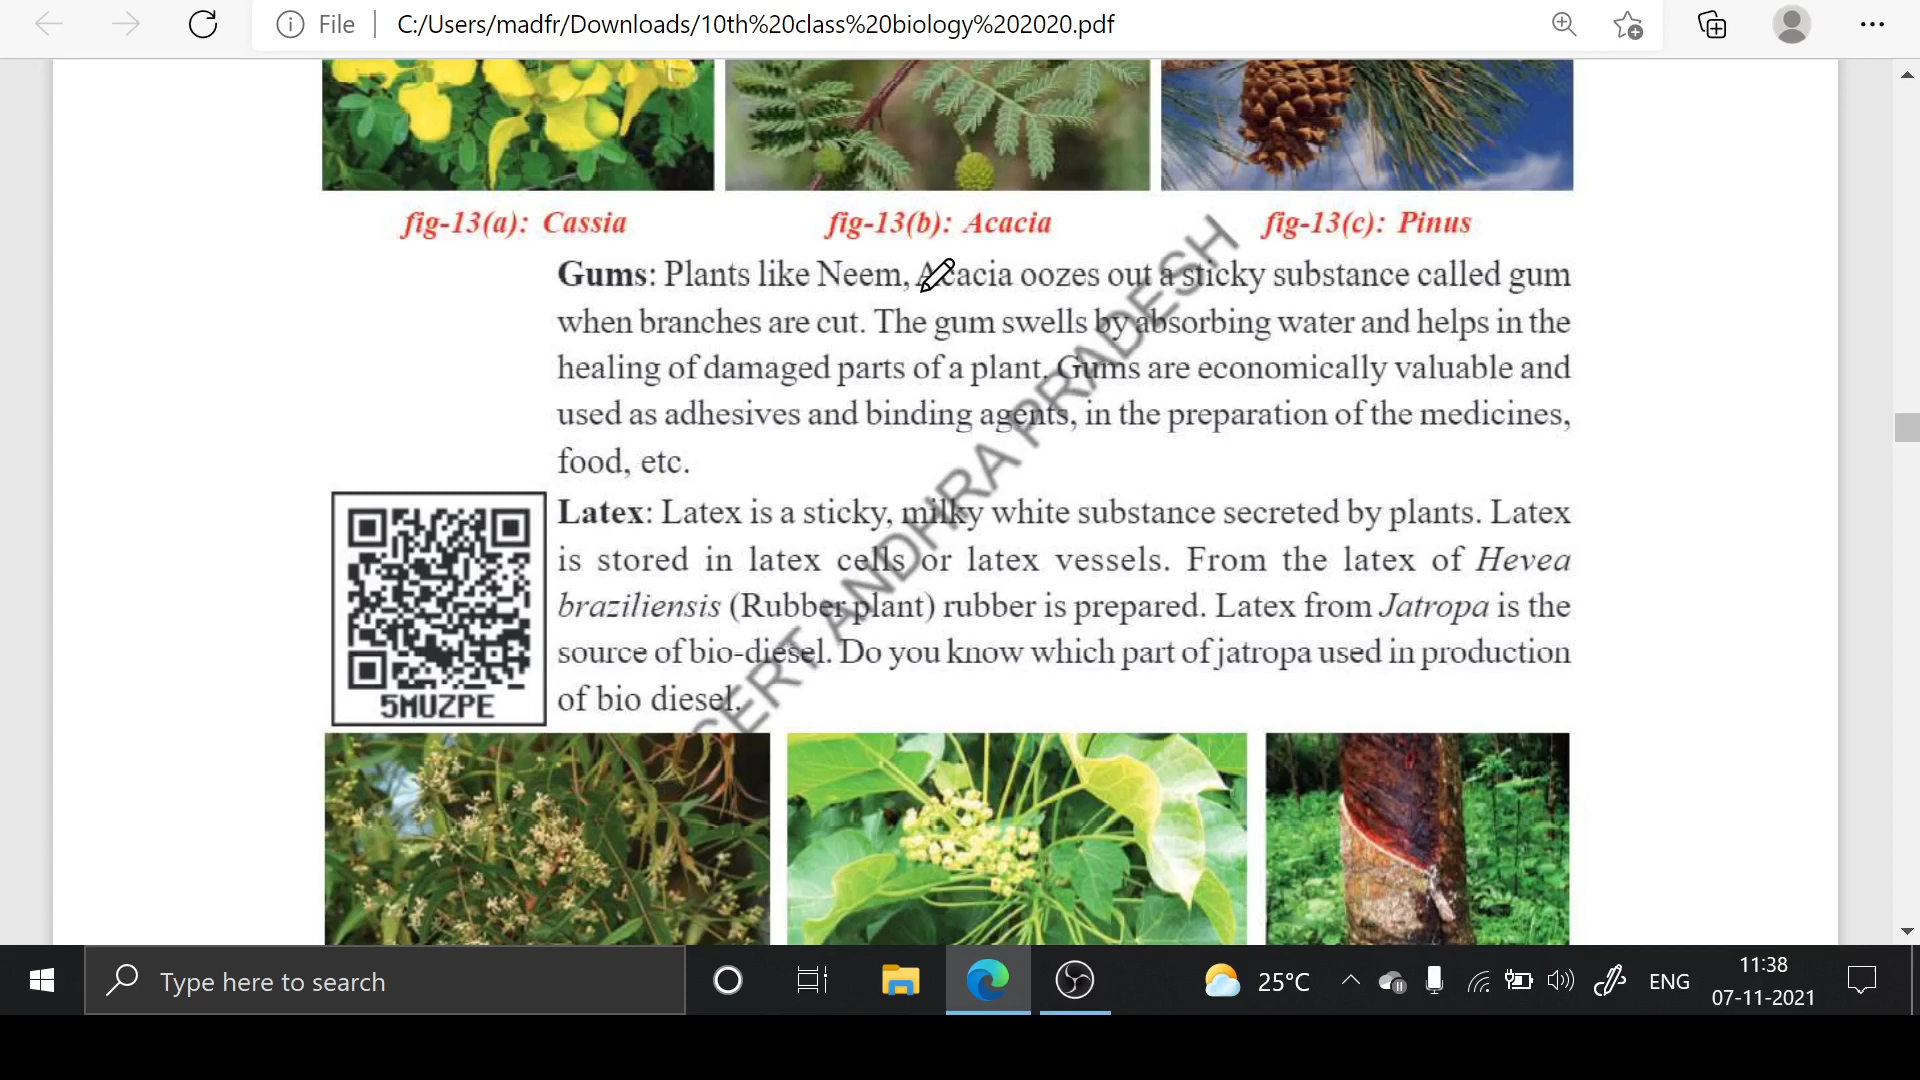 File C:/Users/madfr/Downloads/10th%20class%20biology%202020.pdf
fig-13(a): Cassia
fig-13(b): Acacia
fig-13(c): Pinus
Gums: Plants like Neem, Acacia oozes out a sticky substance called gum
when branches are cut. The gum swells by absorbing water and helps in the
healing of damaged parts of a plant. Gums are economically valuable and
used as adhesives and binding agents, in the preparation of the medicines,
food, etc.
Latex: Latex is a sticky, milky white substance secreted by plants. Latex
is stored in latex cells or latex vessels. From the latex of Hevea
braziliensis (Rubber plant) rubber is prepared. Latex from Jatropa is the
source of bio-diesel. Do you know which part of jatropa used in production
of bio diesel.
5MUZPE
CERT ANDHRA PRADESH
Type here to search
25°C
ENG
11:38
07-11-2021